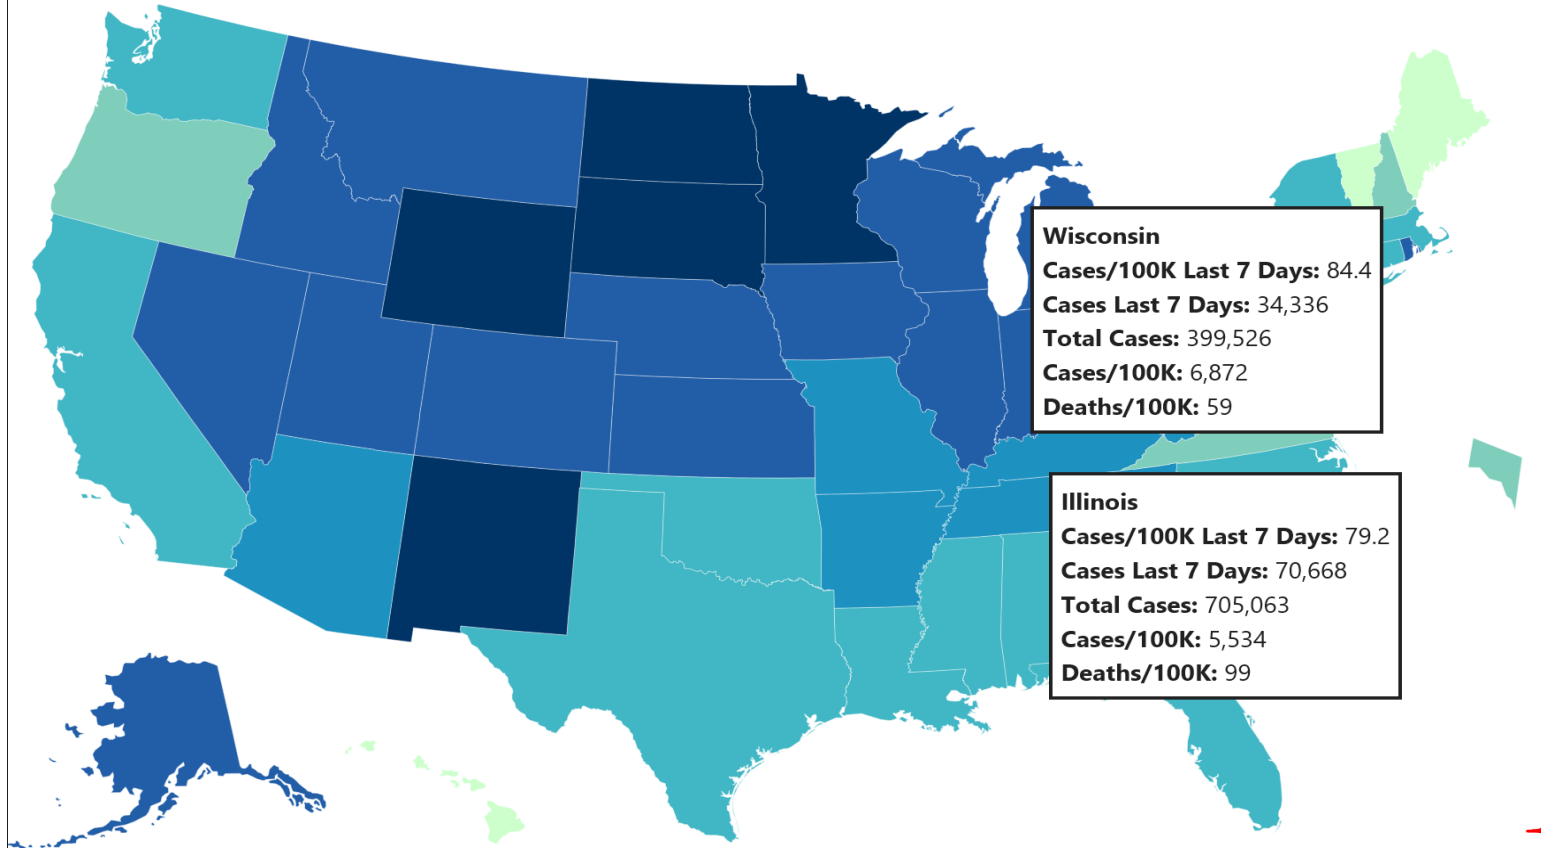 Wisconsin
Cases/100K Last 7 Days: 84.4
Cases Last 7 Days: 34,336
Total Cases: 399,526
Cases/100K: 6,872
Deaths/100K: 59
Illinois
Cases/100K Last 7 Days: 79.2
Cases Last 7 Days: 70,668
Total Cases: 705,063
Cases/100K: 5,534
Deaths/100K: 99